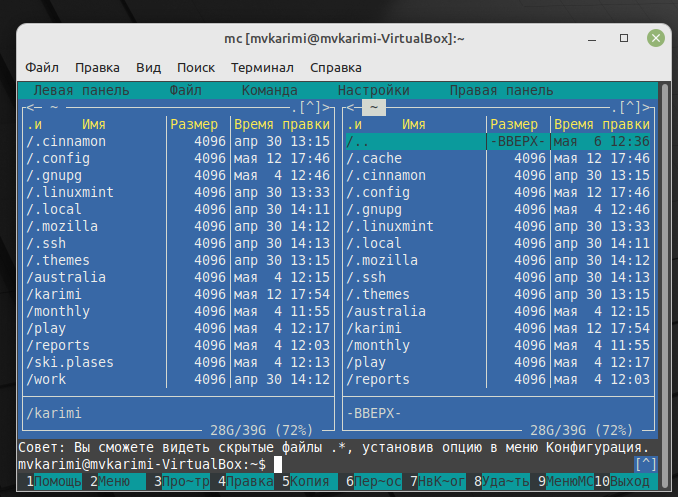 mc [mvkarimi@mvkarimi-VirtualBox]:~
Файл Правка Вид Поиск Терминал Справка
Левая панель Файл Команда Настройки Правая панель
<─ ~ ─.[^]> <─ ~ ─.[^]>
.и Имя Размер Время правки .и Имя Размер Время правки
/.cinnamon 4096 апр 30 13:15 /.. -ВВЕРХ- мая 6 12:36
/.config 4096 мая 12 17:46 /.cache 4096 мая 12 17:46
/.gnupg 4096 мая 4 12:46 /.cinnamon 4096 апр 30 13:15
/.linuxmint 4096 апр 30 13:33 /.config 4096 мая 12 17:46
/.local 4096 апр 30 14:11 /.gnupg 4096 мая 4 12:46
/.mozilla 4096 апр 30 14:12 /.linuxmint 4096 апр 30 13:33
/.ssh 4096 апр 30 14:13 /.local 4096 апр 30 14:11
/.themes 4096 апр 30 13:15 /.mozilla 4096 апр 30 14:12
/australia 4096 мая 4 12:15 /.ssh 4096 апр 30 14:13
/karimi 4096 мая 12 17:54 /.themes 4096 апр 30 13:15
/monthly 4096 мая 4 11:55 /australia 4096 мая 4 12:15
/play 4096 мая 4 12:17 /karimi 4096 мая 12 17:54
/reports 4096 мая 4 12:03 /monthly 4096 мая 4 11:55
/ski.plases 4096 мая 4 12:13 /play 4096 мая 4 12:17
/work 4096 апр 30 14:12 /reports 4096 мая 4 12:03
/karimi -ВВЕРХ-
28G/39G (72%) 28G/39G (72%)
Совет: Вы сможете видеть скрытые файлы .*, установив опцию в меню Конфигурация.
mvkarimi@mvkarimi-VirtualBox:~$ [^]
1Помощь 2Меню 3Про~тр 4Правка 5Копия 6Пер~ос 7НвК~ог 8Уда~ть 9МенюMC 10Выход